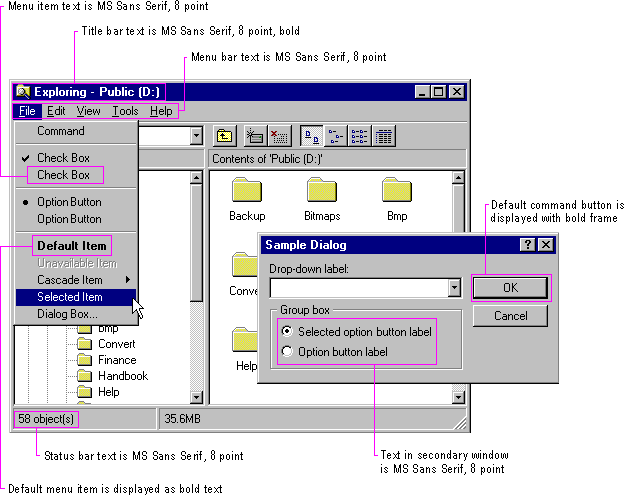 Menu item text is MS Sans Serif, 8 point
Title bar text is MS Sans Serif, 8 point, bold
Menu bar text is MS Sans Serif, 8 point
Exploring - Public (D:)
File Edit View Tools Help
Command
Check Box
Check Box
Option Button
Option Button
Default Item
Unavailable Item
Cascade Item
Selected Item
Dialog Box...
bmp
Convert
Finance
Handbook
Help
Contents of 'Public (D:)'
Backup
Bitmaps
Bmp
Conve
Help
58 object(s)
35.6MB
Sample Dialog
Drop-down label:
OK
Cancel
Group box
Selected option button label
Option button label
Default command button is
displayed with bold frame
Text in secondary window
is MS Sans Serif, 8 point
Status bar text is MS Sans Serif, 8 point
Default menu item is displayed as bold text